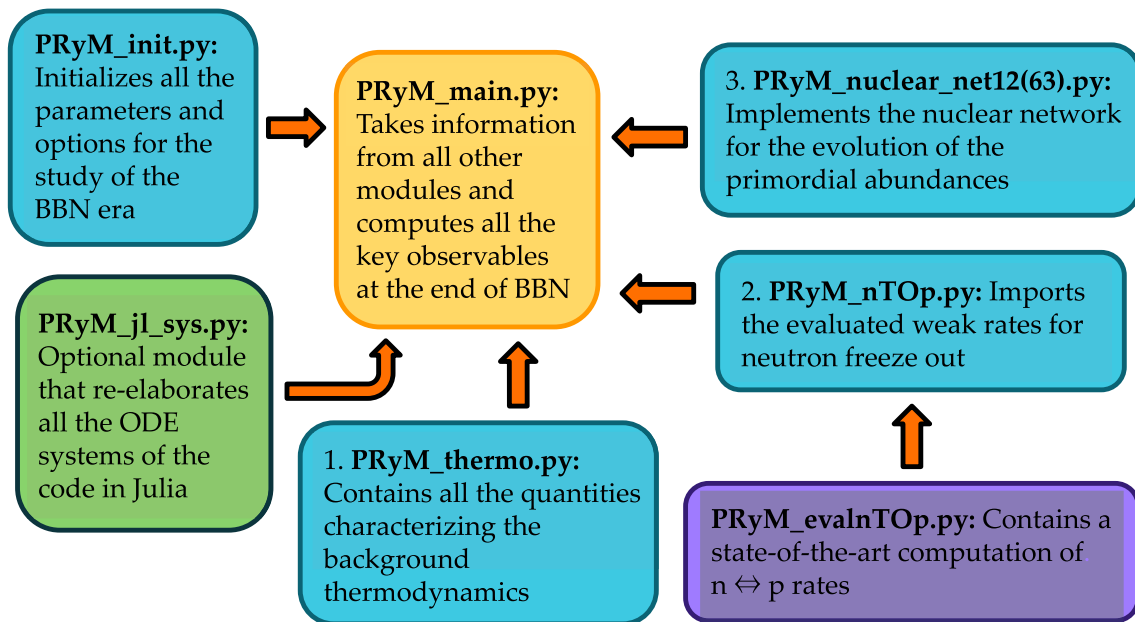 PRyM_init.py:
Initializes all the
parameters and
options for the
study of the
BBN era
PRyM_main.py:
Takes information
from all other
modules and
computes all the
key observables
at the end of BBN
3. PRyM_nuclear_net12(63).py:
Implements the nuclear network
for the evolution of the
primordial abundances
PRyM_jl_sys.py:
Optional module
that re-elaborates
all the ODE
systems of the
code in Julia
2. PRyM_nTOp.py: Imports
the evaluated weak rates for
neutron freeze out
1. PRyM_thermo.py:
Contains all the quantities
characterizing the
background
thermodynamics
PRyM_evalnTOp.py: Contains a
state-of-the-art computation of
n ⇔ p rates